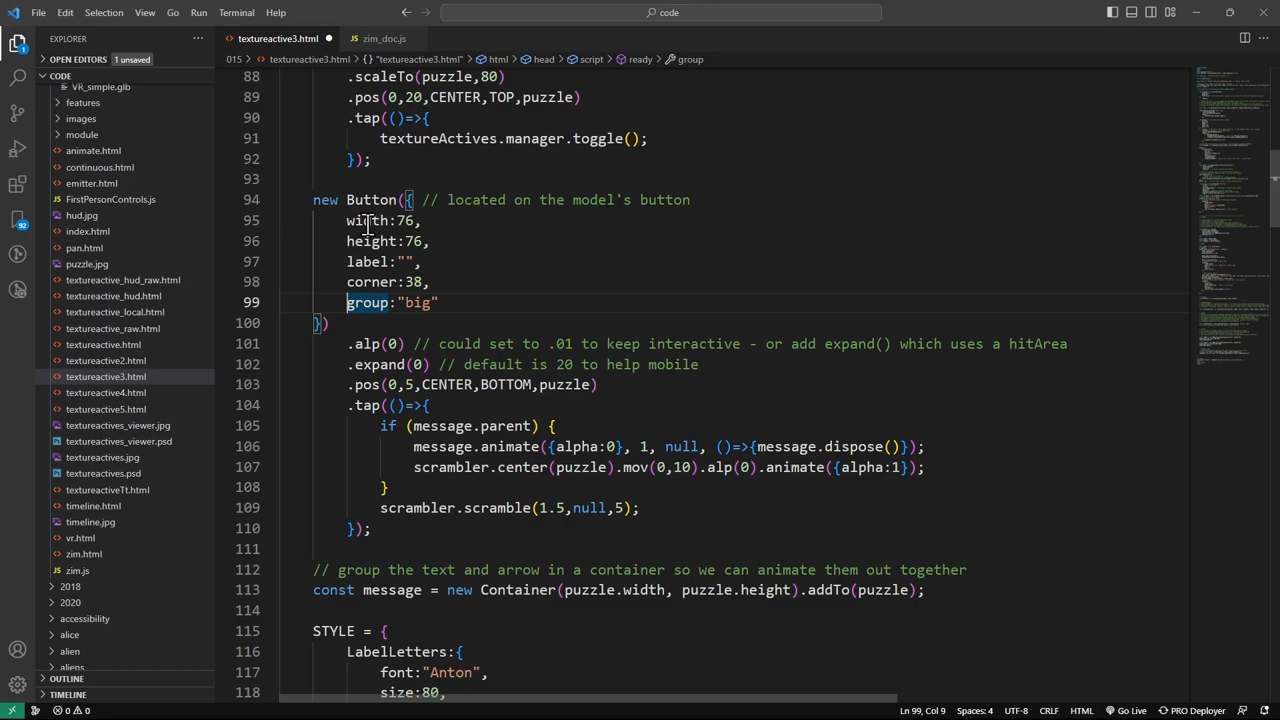 File Edit Selection View Go Run Terminal Help
code
EXPLORER
textureactive3.html
zim_doc.js
OPEN EDITORS 1 unsaved
015 > textureactive3.html > {} "textureactive3.html" > html > head > script > ready > group
CODE
VR_simple.glb
features
images
module
animate.html
continuous.html
emitter.html
FirstPersonControls.js
hud.jpg
index.html
pan.html
puzzle.jpg
textureactive_hud_raw.html
textureactive_hud.html
textureactive_local.html
textureactive_raw.html
textureactive.html
textureactive2.html
textureactive3.html
textureactive4.html
textureactive5.html
textureactives_viewer.jpg
textureactives_viewer.psd
textureactives.jpg
textureactives.psd
textureactiveTt.html
timeline.html
timeline.jpg
vr.html
zim.html
zim.js
2018
2020
accessibility
alice
alien
aliens
OUTLINE
TIMELINE
1
92
88 .scaleTo(puzzle,80)
89 .pos(0,20,CENTER,TOP,puzzle)
90 .tap(()=>{
91 textureActives.manager.toggle();
92 });
93
94 new Button({ // located on the model's button
95 width:76,
96 height:76,
97 label:"",
98 corner:38,
99 group:"big"
100 })
101 .alp(0) // could set to .01 to keep interactive - or add expand() which uses a hitArea
102 .expand(0) // default is 20 to help mobile
103 .pos(0,5,CENTER,BOTTOM,puzzle)
104 .tap(()=>{
105 if (message.parent) {
106 message.animate({alpha:0}, 1, null, ()=>{message.dispose()});
107 scrambler.center(puzzle).mov(0,10).alp(0).animate({alpha:1});
108 }
109 scrambler.scramble(1.5,null,5);
110 });
111
112 // group the text and arrow in a container so we can animate them out together
113 const message = new Container(puzzle.width, puzzle.height).addTo(puzzle);
114
115 STYLE = {
116 LabelLetters:{
117 font:"Anton",
118 size:80,
0 0
Ln 99, Col 9 Spaces: 4 UTF-8 CRLF HTML Go Live PRO Deployer